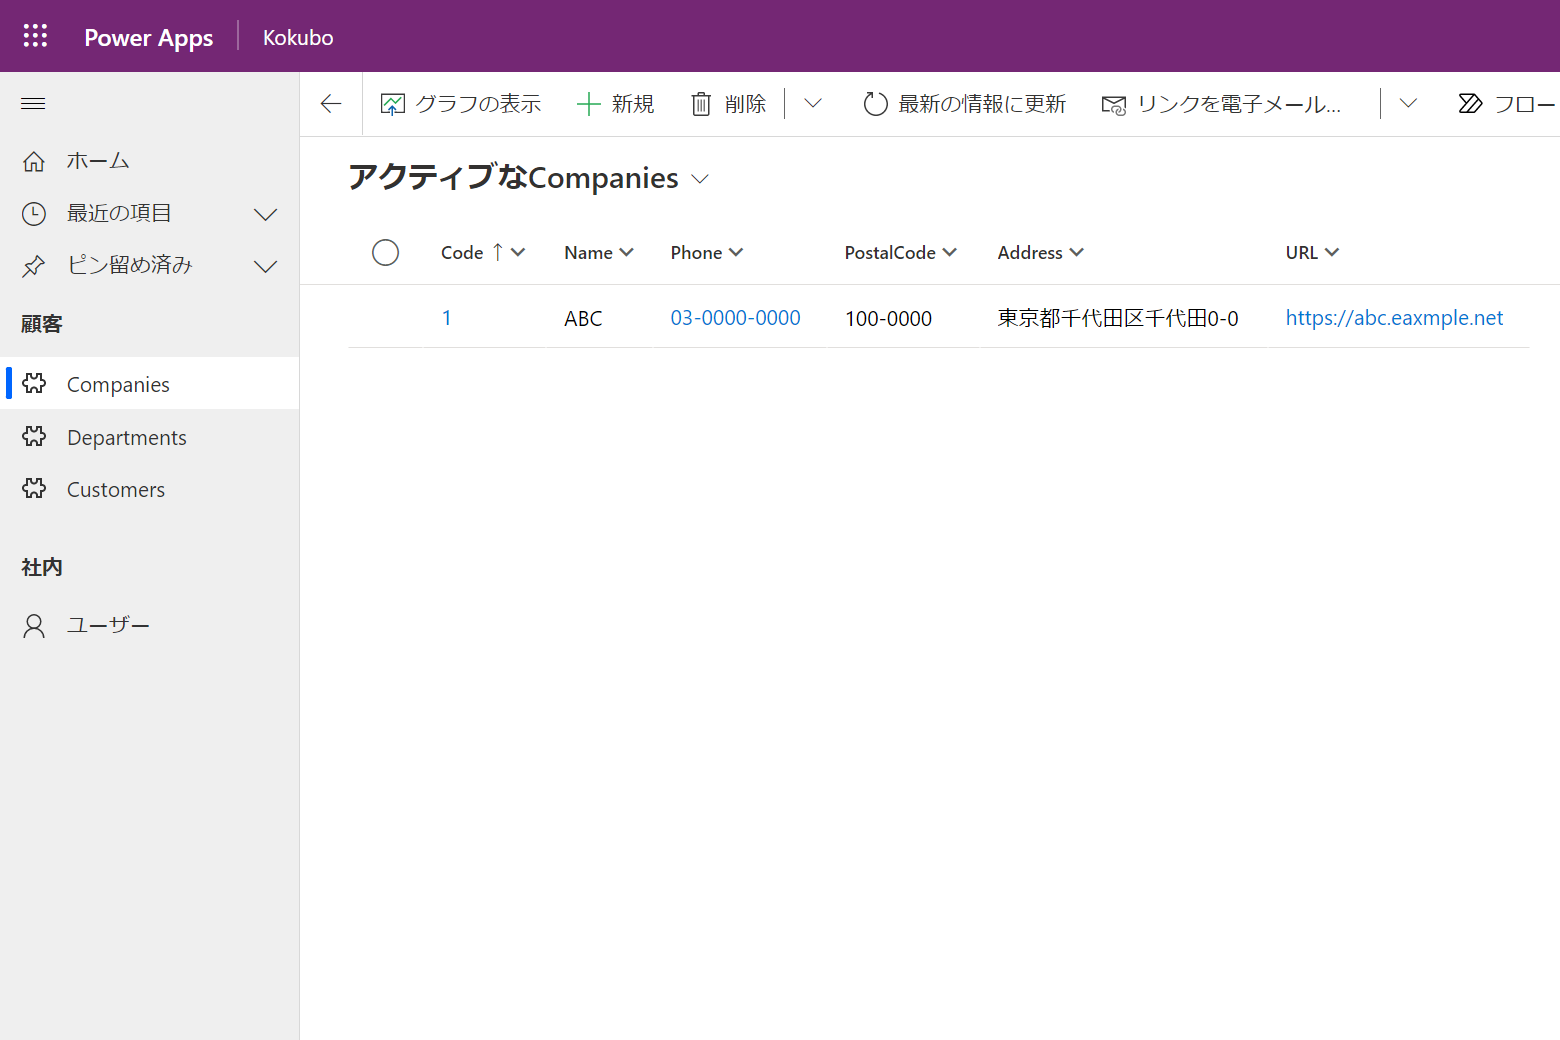 Power Apps Kokubo
グラフの表示 新規 削除 最新の情報に更新 リンクを電子メール... フロー
ホーム
最近の項目
ピン留め済み
顧客
Companies
Departments
Customers
社内
ユーザー
アクティブなCompanies
Code Name Phone PostalCode Address URL
1 ABC 03-0000-0000 100-0000 東京都千代田区千代田0-0 https://abc.eaxmple.net